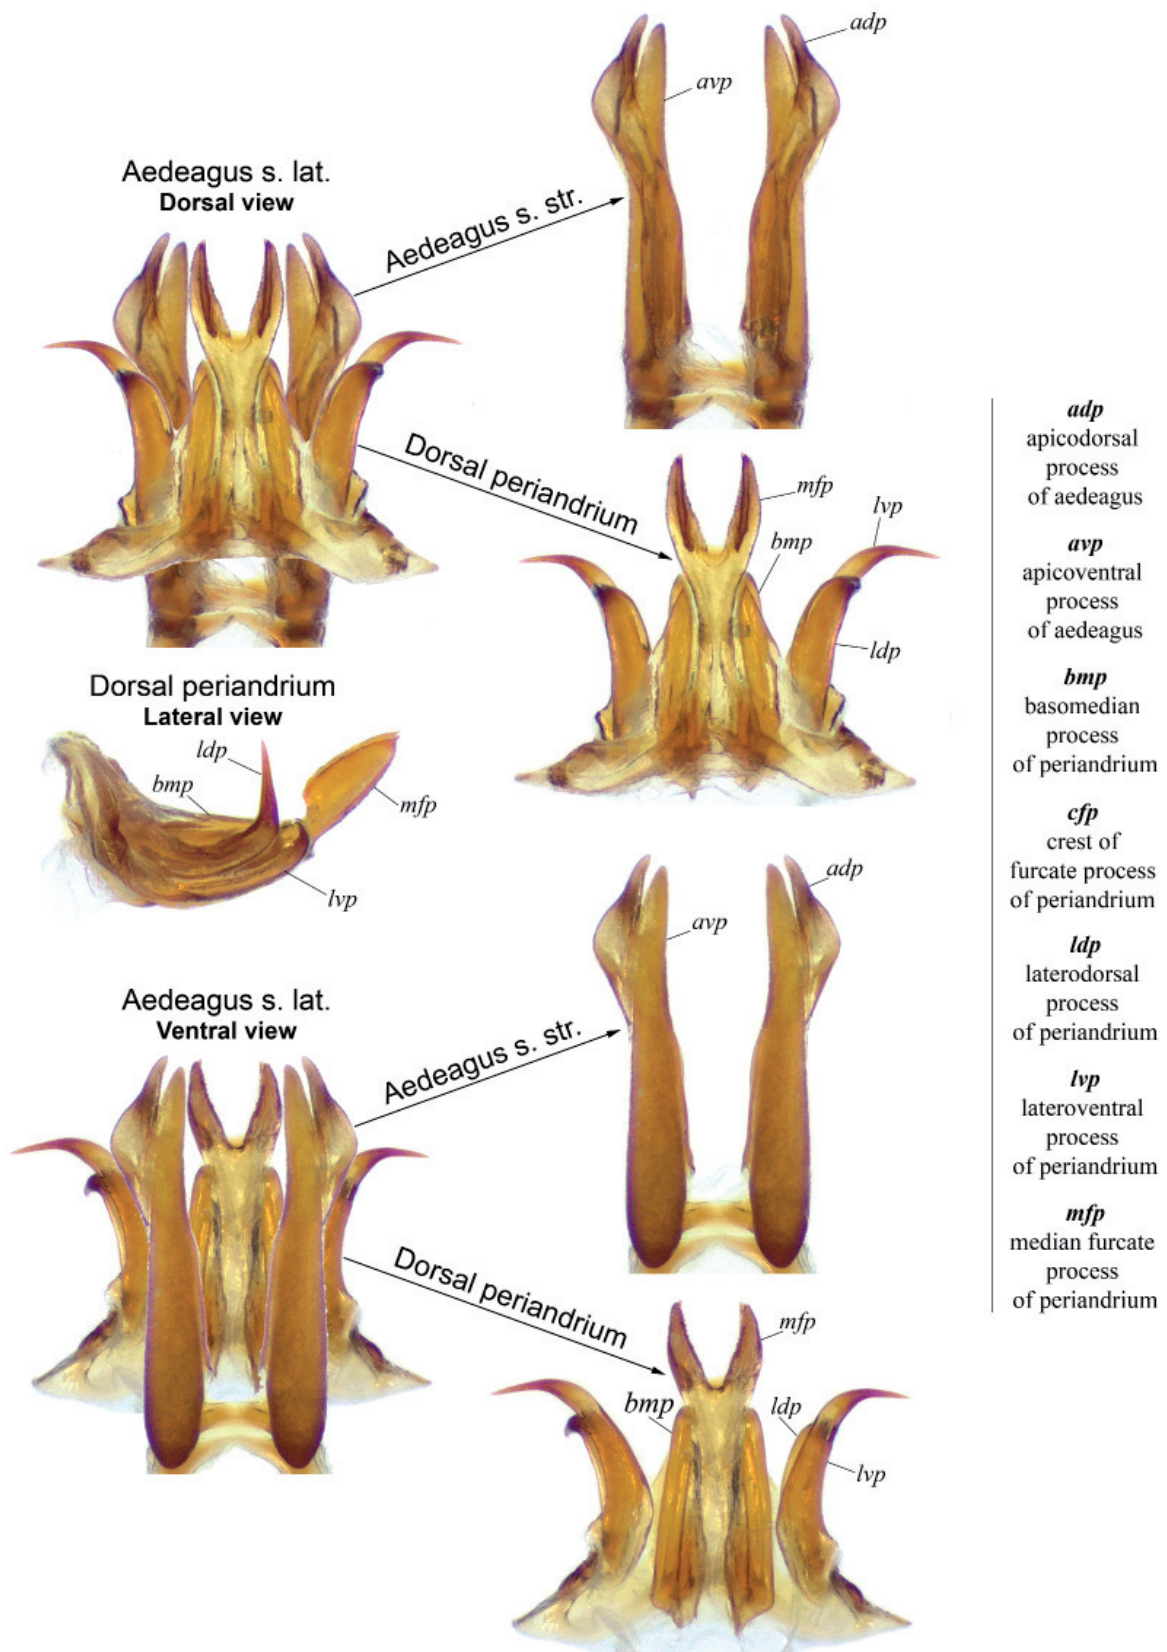 adp
avp
Aedeagus s. lat.
Dorsal view
Aedeagus s. str.
Dorsal periandrium
mfp
lvp
bmp
ldp
Dorsal periandrium
Lateral view
ldp
bmp
mfp
lvp
adp
avp
Aedeagus s. lat.
Ventral view
Aedeagus s. str.
Dorsal periandrium
mfp
bmp
ldp
lvp
adp
apicodorsal
process
of aedeagus
avp
apicoventral
process
of aedeagus
bmp
basomedian
process
of periandrium
cfp
crest of
furcate process
of periandrium
ldp
laterodorsal
process
of periandrium
lvp
lateroventral
process
of periandrium
mfp
median furcate
process
of periandrium